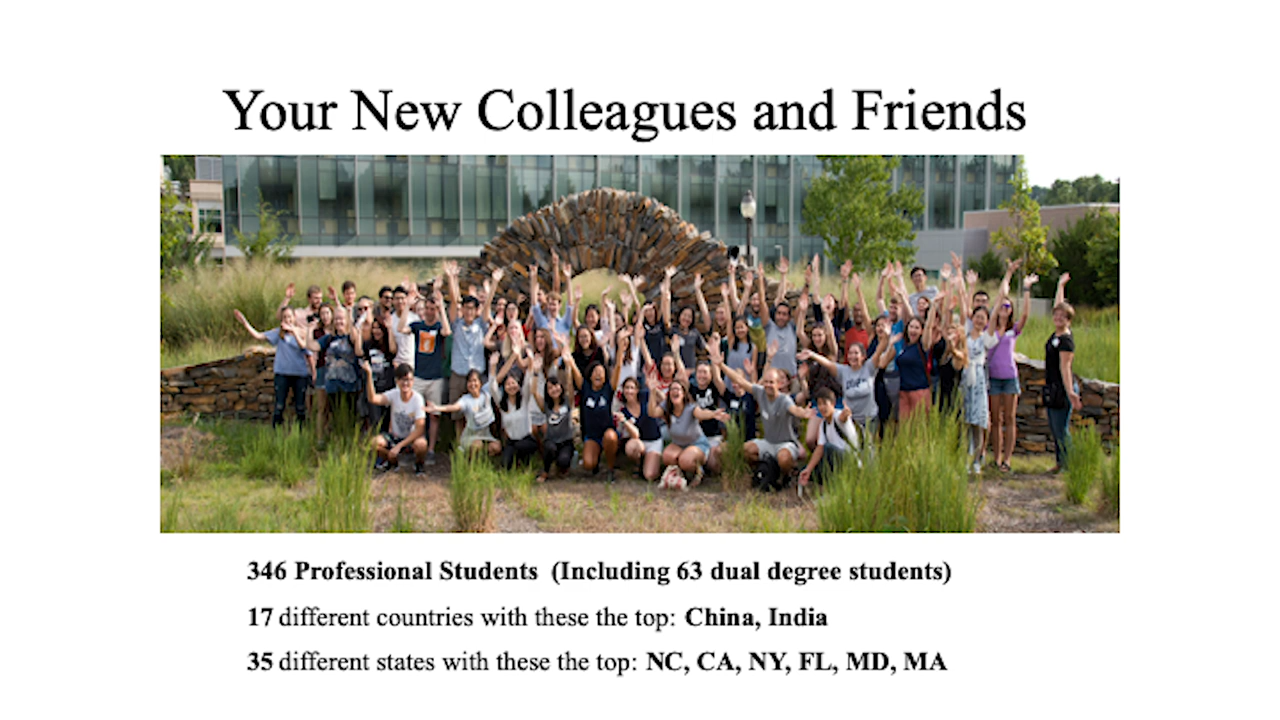 Your New Colleagues and Friends
346 Professional Students (Including 63 dual degree students)
17 different countries with these the top: China, India
35 different states with these the top: NC, CA, NY, FL, MD, MA